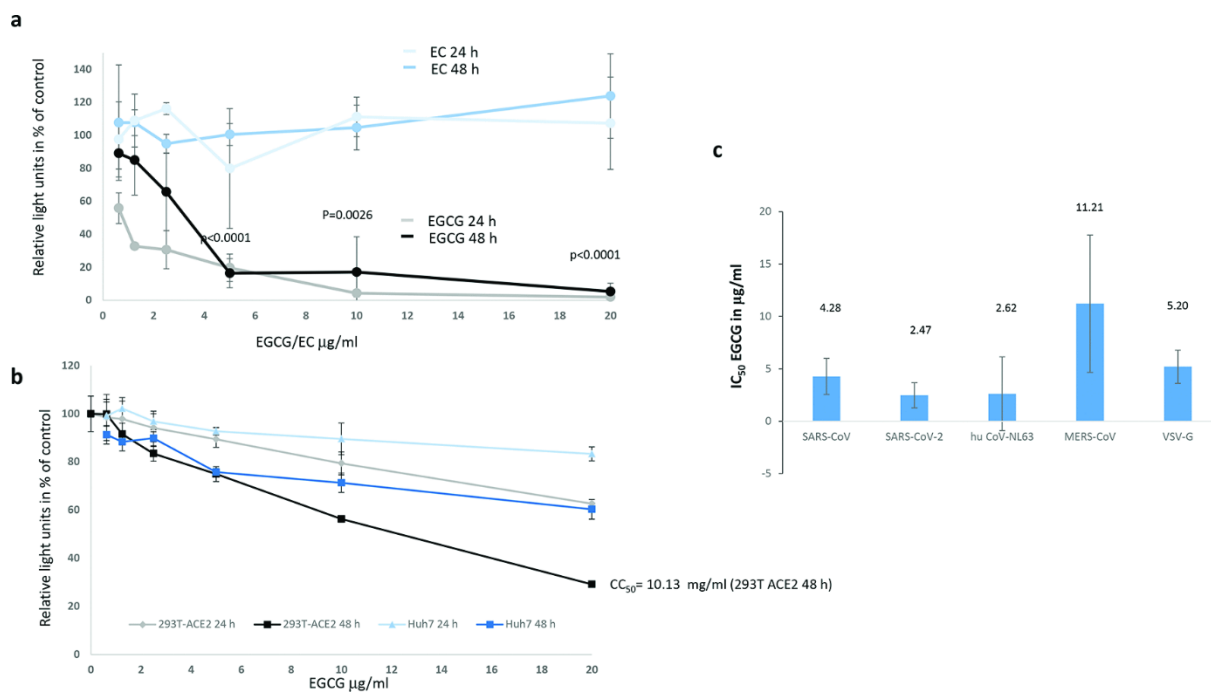 a
EC 24 h
EC 48 h
140
120
100
80
60
40
20
0
Relative light units in % of control
P=0.0026
EGCG 24 h
EGCG 48 h
p<0.0001
p<0.0001
0 2 4 6 8 10 12 14 16 18 20
EGCG/EC µg/ml
b
120
100
80
60
40
20
0
Relative light units in % of control
CC50= 10.13 mg/ml (293T ACE2 48 h)
293T-ACE2 24 h 293T-ACE2 48 h Huh7 24 h Huh7 48 h
0 2 4 6 8 10 12 14 16 18 20
EGCG µg/ml
c
20
15
10
5
0
-5
IC50 EGCG in µg/ml
4.28 2.47 2.62 11.21 5.20
SARS-CoV SARS-CoV-2 hu CoV-NL63 MERS-CoV VSV-G